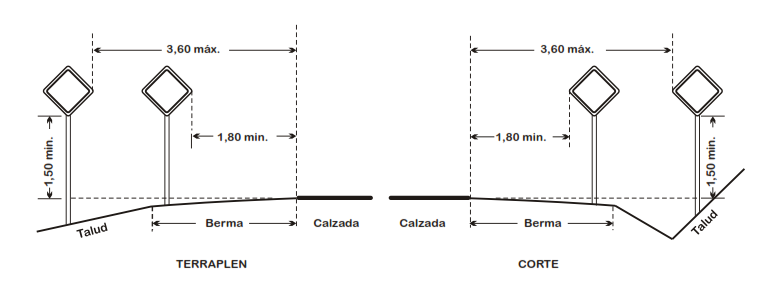 3,60 máx.
3,60 máx.
1,80 min.
1,80 min.
1,50 min.
1,50 min.
Talud
Berma
Calzada
Calzada
Berma
Talud
TERRAPLEN
CORTE